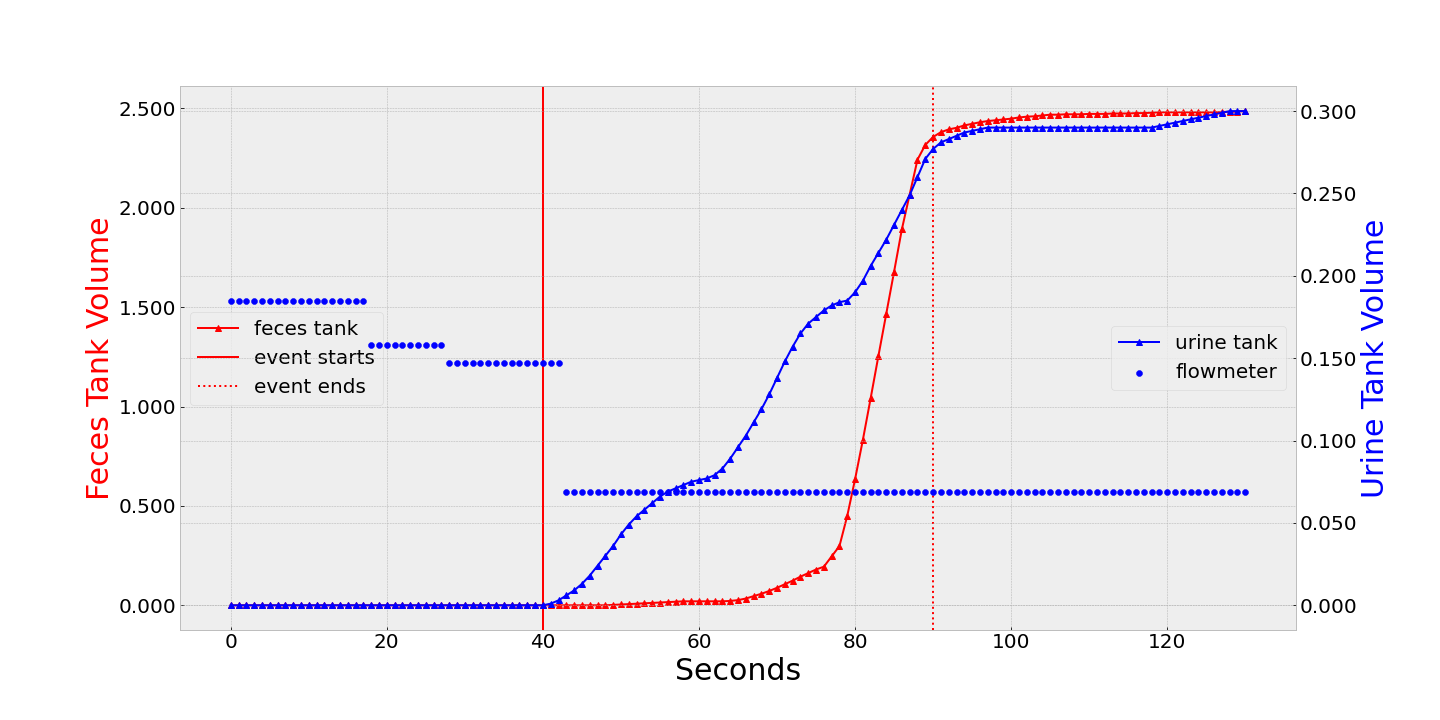 2.500
2.000
1.500
1.000
0.500
0.000
Feces Tank Volume
feces tank
event starts
event ends
urine tank
flowmeter
0.300
0.250
0.200
0.150
0.100
0.050
0.000
Urine Tank Volume
0 20 40 60 80 100 120
Seconds